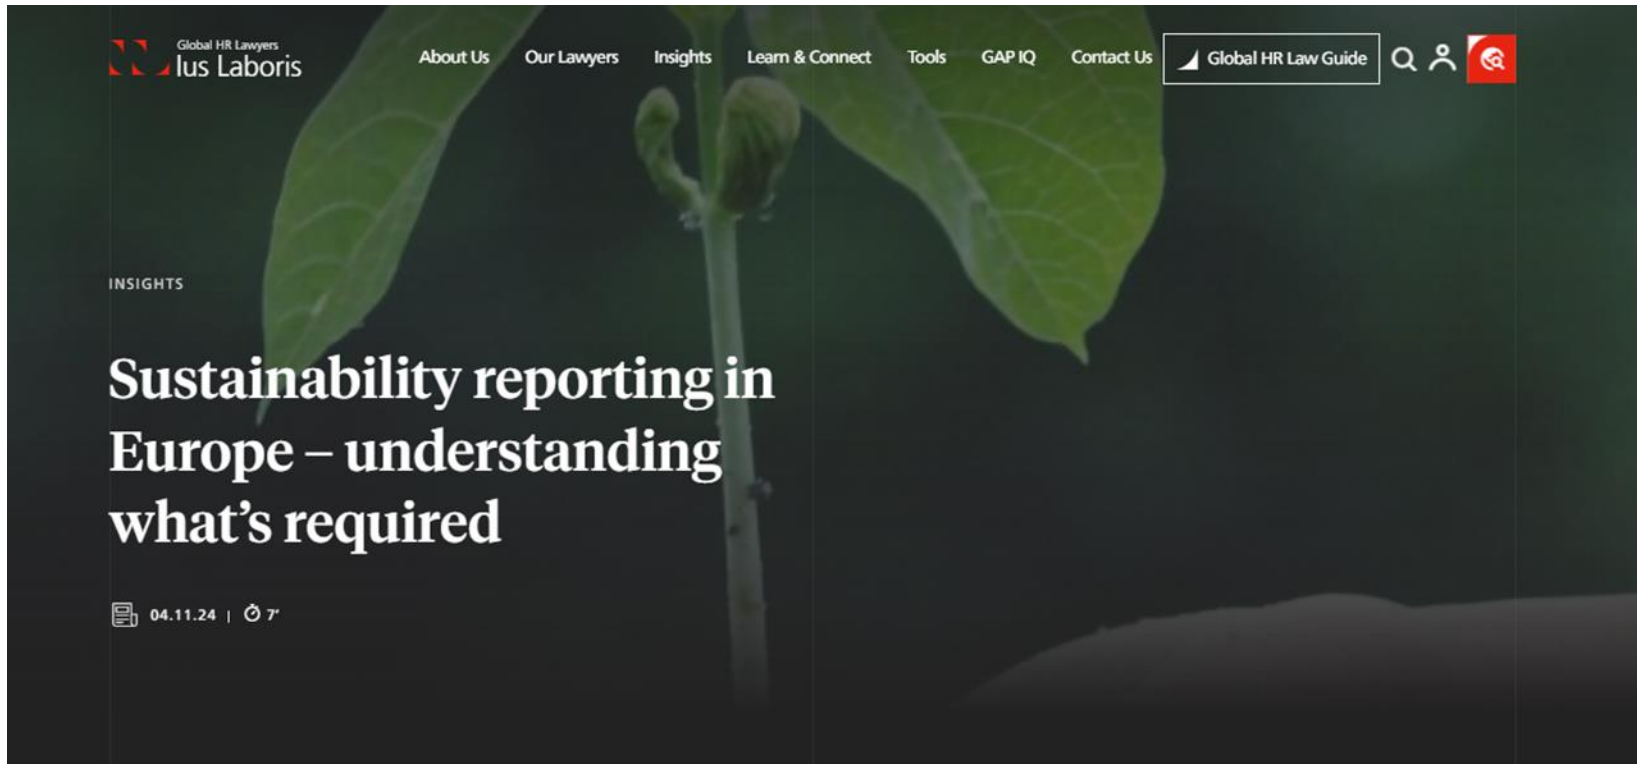 Global HR Lawyers
Ius Laboris
About Us
Our Lawyers
Insights
Learn & Connect
Tools
GAP IQ
Contact Us
Global HR Law Guide
INSIGHTS
Sustainability reporting in
Europe – understanding
what’s required
04.11.24 | 7’